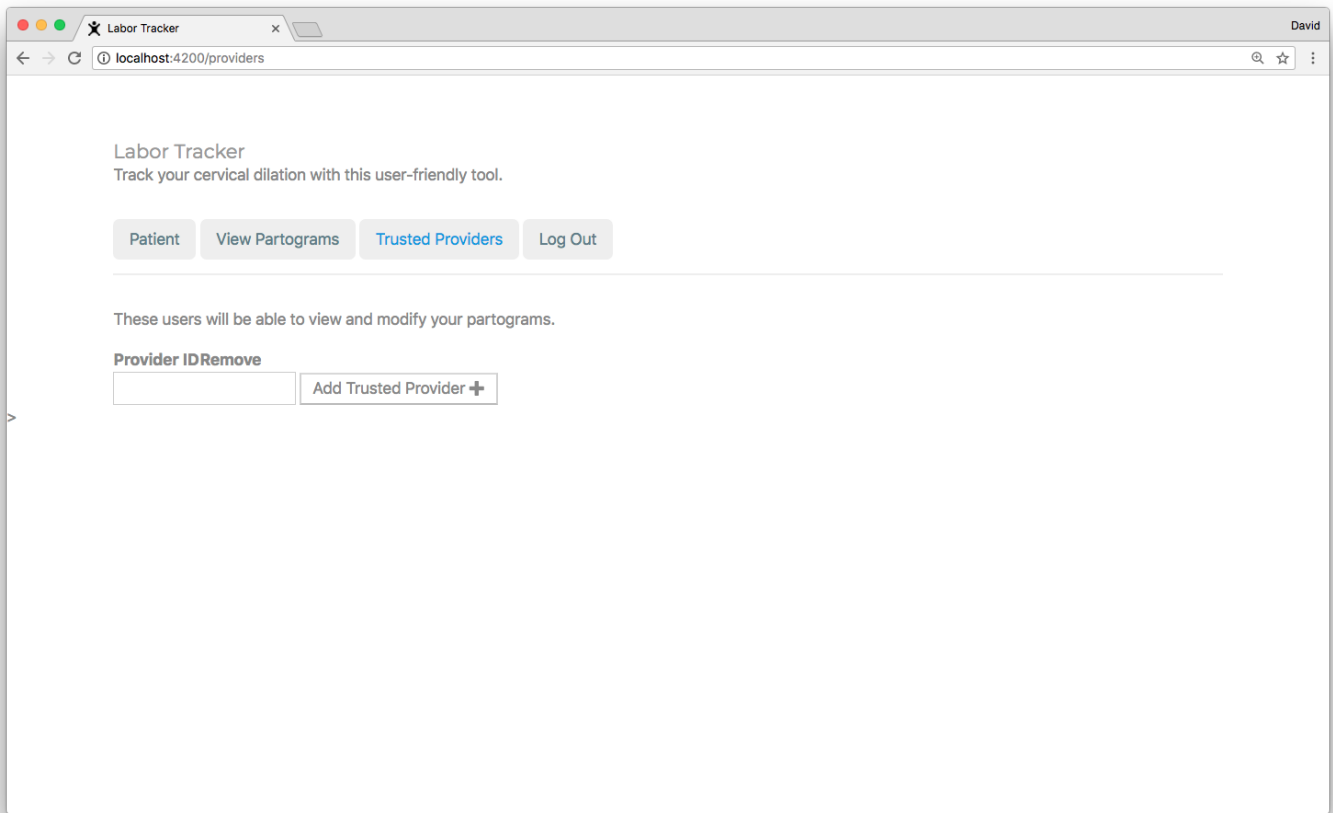 Labor Tracker
David
localhost:4200/providers
Labor Tracker
Track your cervical dilation with this user-friendly tool.
Patient View Partograms Trusted Providers Log Out
These users will be able to view and modify your partograms.
Provider IDRemove
Add Trusted Provider
>